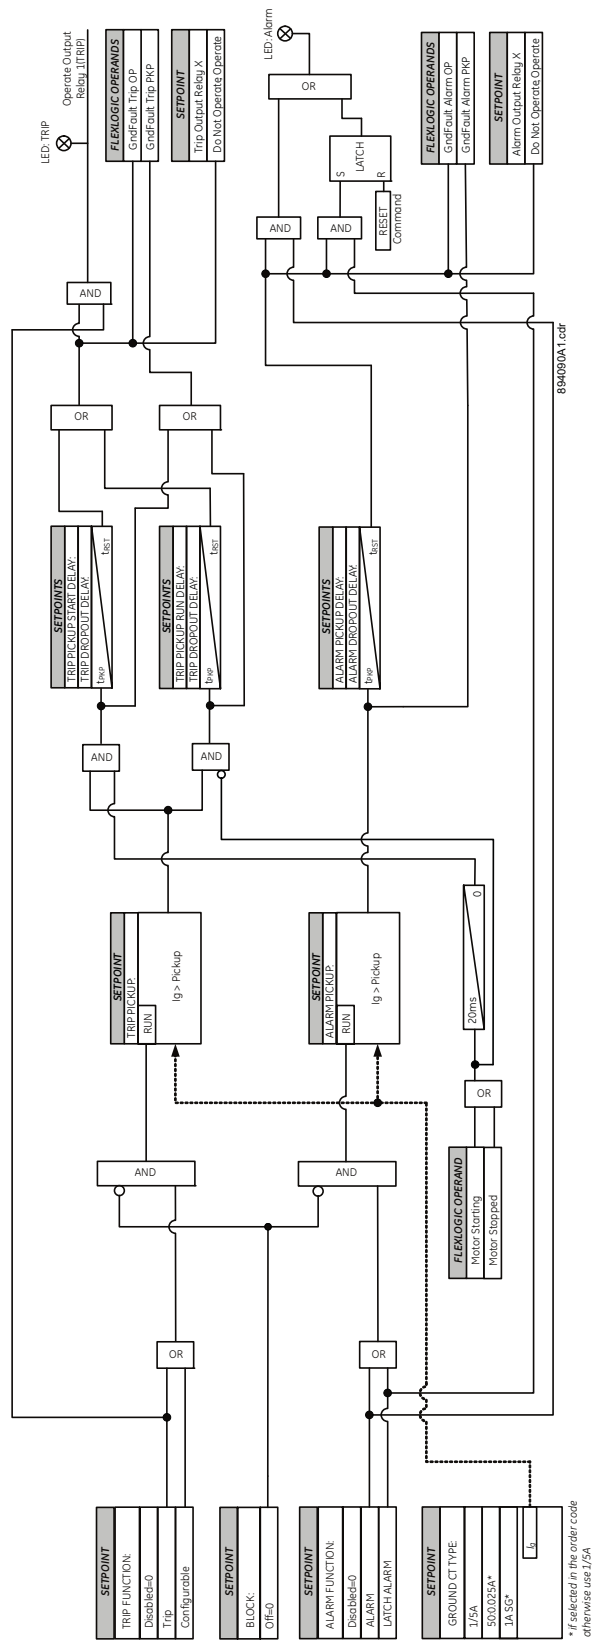 SETPOINT
TRIP FUNCTION:
Disabled=0
Trip
Configurable
SETPOINT
BLOCK:
Off=0
SETPOINT
ALARM FUNCTION:
Disabled=0
ALARM
LATCH ALARM
SETPOINT
GROUND CT TYPE:
1/5A
50:0.025A*
1A SG*
Ig
* if selected in the order code
otherwise use 1/5A
OR
OR
AND
AND
FLEXLOGIC OPERAND
Motor Starting
Motor Stopped
OR
20ms
0
SETPOINT
TRIP PICKUP:
RUN
Ig > Pickup
SETPOINT
ALARM PICKUP:
RUN
Ig > Pickup
AND
AND
SETPOINTS
TRIP PICKUP START DELAY:
TRIP DROPOUT DELAY:
tPKP
tRST
SETPOINTS
TRIP PICKUP RUN DELAY:
TRIP DROPOUT DELAY:
tPKP
tRST
SETPOINTS
ALARM PICKUP DELAY:
ALARM DROPOUT DELAY:
tPKP
tRST
OR
OR
AND
LED: TRIP
Operate Output
Relay 1(TRIP)
FLEXLOGIC OPERANDS
GndFault Trip OP
GndFault Trip PKP
SETPOINT
Trip Output Relay X
Do Not Operate Operate
AND
AND
RESET
Command
S
R
LATCH
OR
LED: Alarm
FLEXLOGIC OPERANDS
GndFault Alarm OP
GndFault Alarm PKP
SETPOINT
Alarm Output Relay X
Do Not Operate Operate
894090A1.cdr